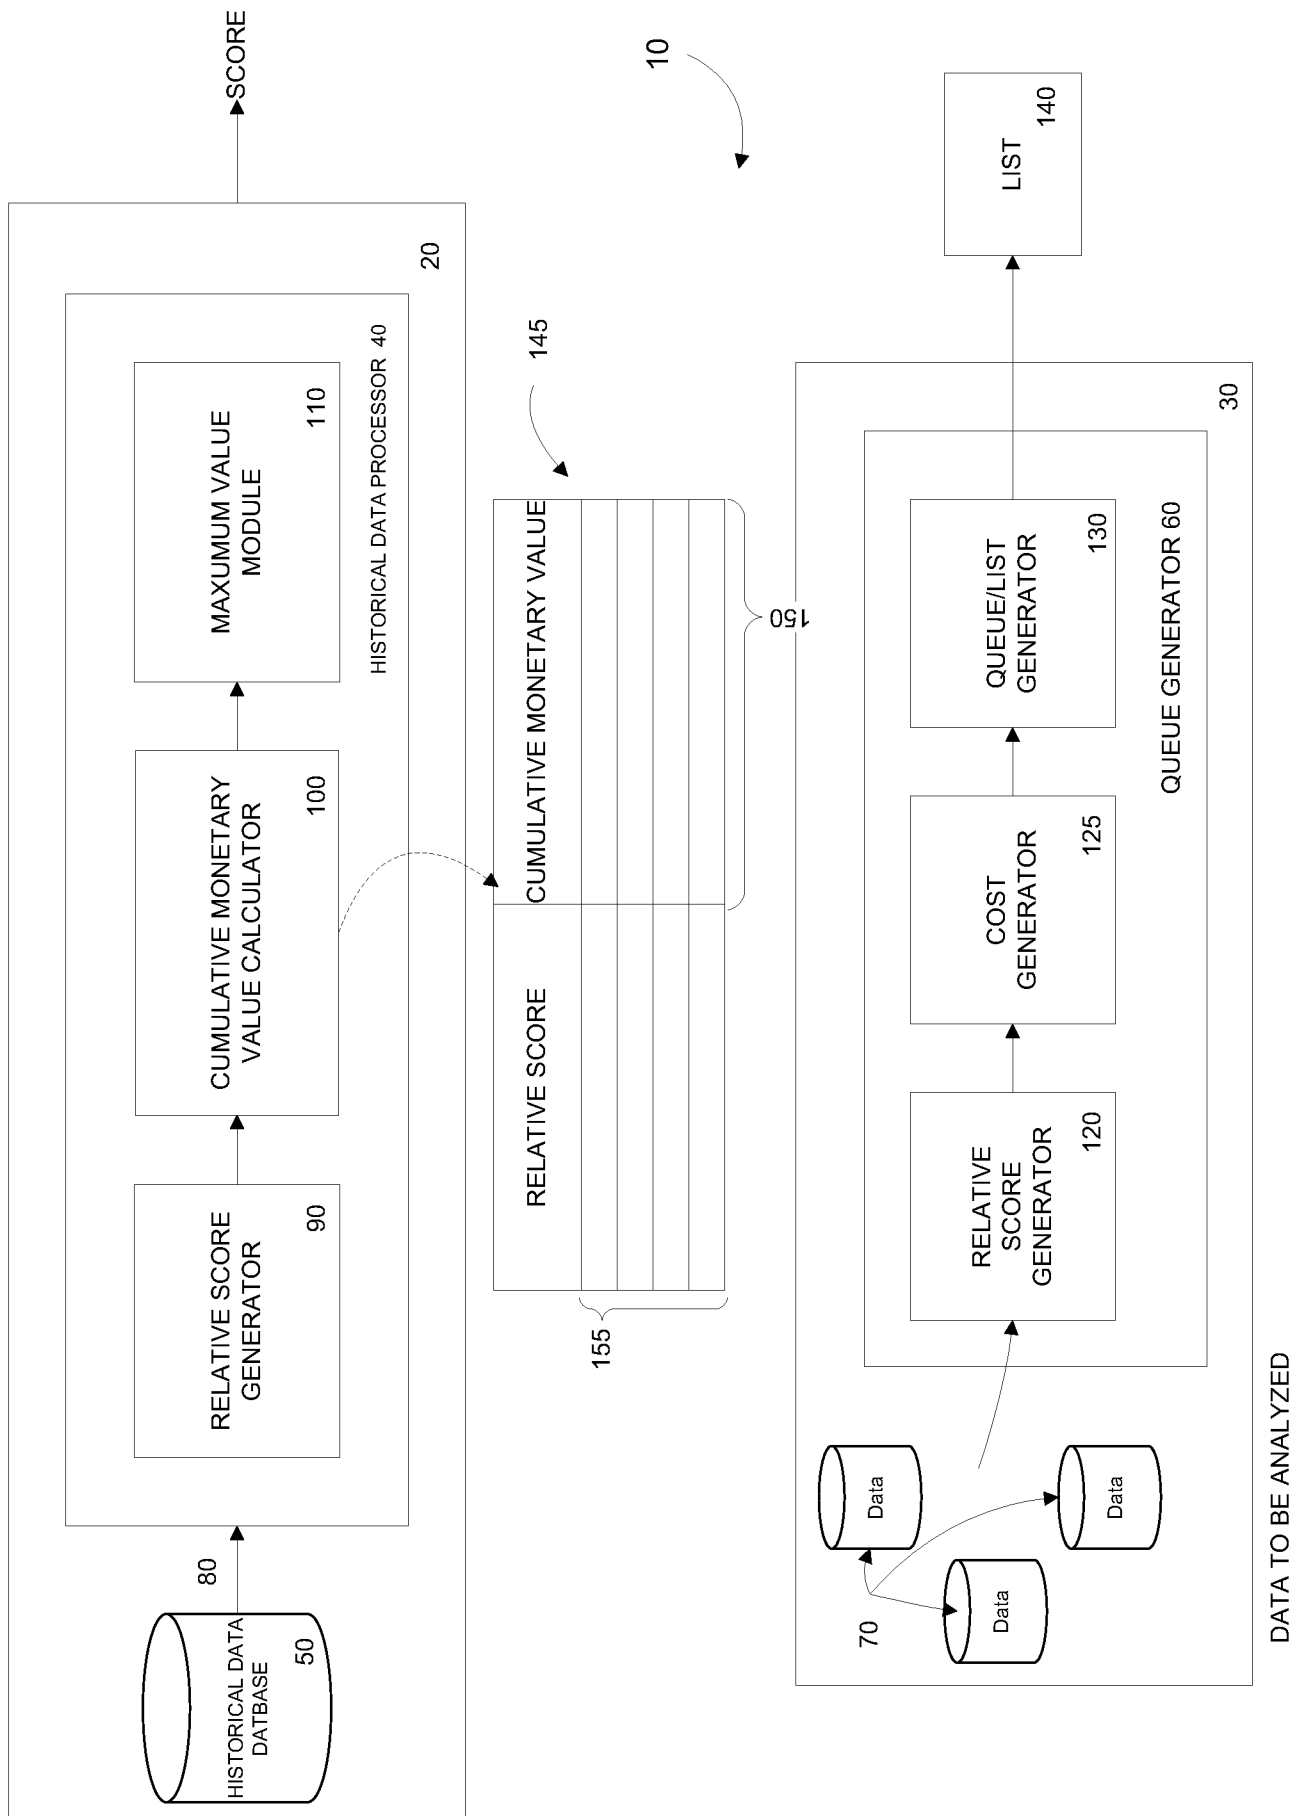 HISTORICAL DATA
DATBASE
50
80
RELATIVE SCORE
GENERATOR
90
CUMULATIVE MONETARY
VALUE CALCULATOR
100
MAXUMUM VALUE
MODULE
110
HISTORICAL DATA PROCESSOR 40
20
SCORE
RELATIVE SCORE
CUMULATIVE MONETARY VALUE
155
150
145
10
70
Data
Data
Data
RELATIVE
SCORE
GENERATOR
120
COST
GENERATOR
125
QUEUE/LIST
GENERATOR
130
QUEUE GENERATOR 60
30
LIST
140
DATA TO BE ANALYZED